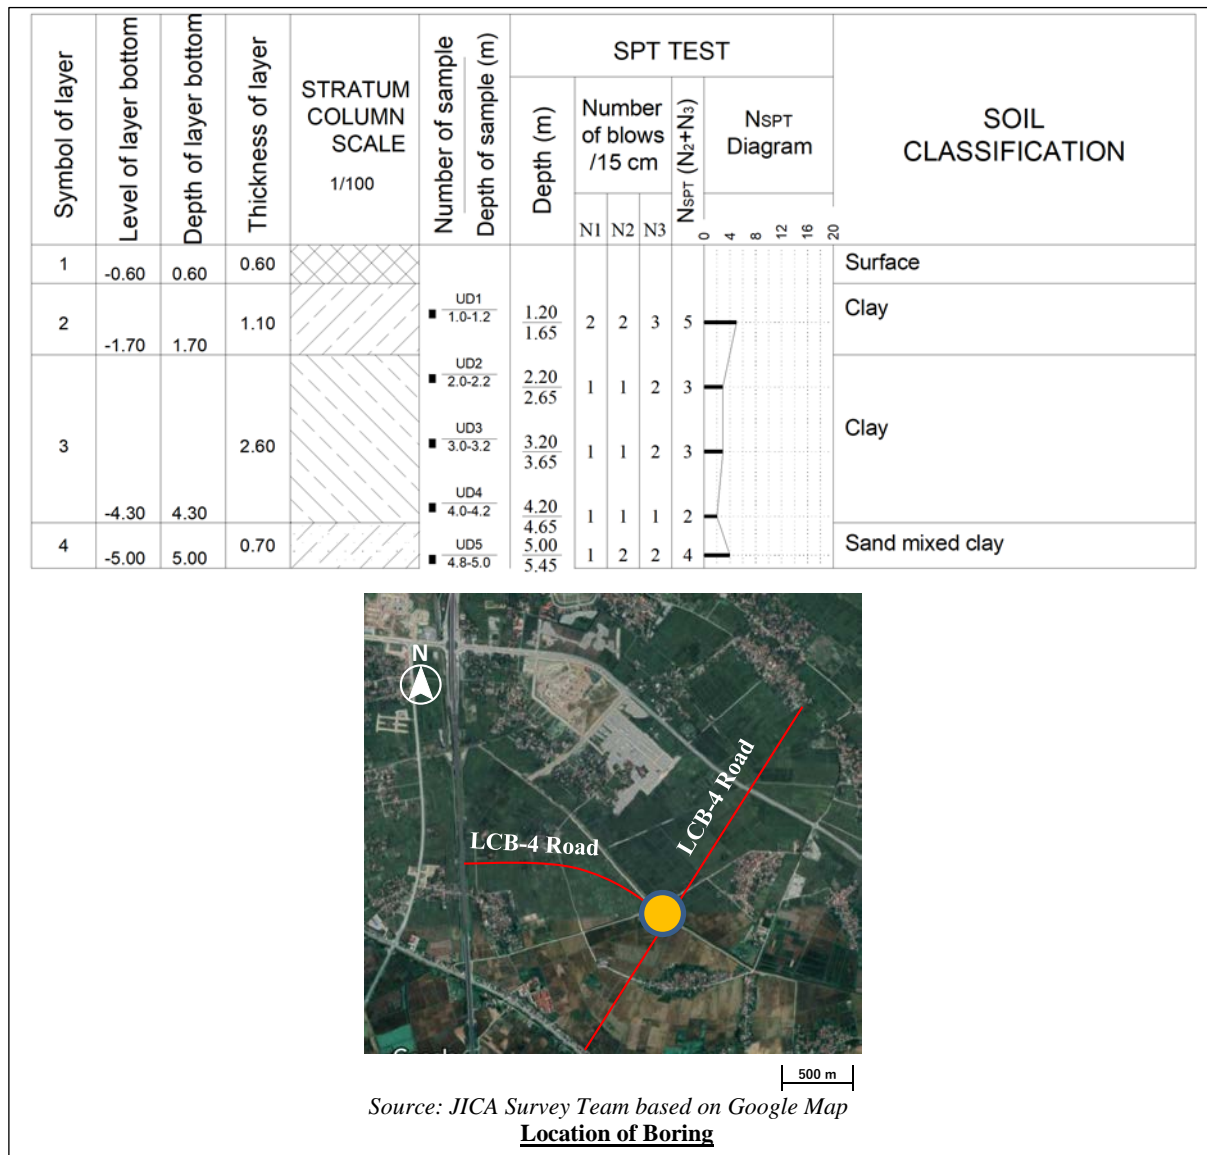 Symbol of layer
Level of layer bottom
Depth of layer bottom
Thickness of layer
STRATUM
COLUMN
SCALE
1/100
Number of sample
Depth of sample (m)
SPT TEST
Depth (m)
Number
of blows
/15 cm
N1 N2 N3
NSPT (N2+N3)
NSPT
Diagram
0 4 8 12 16 20
SOIL
CLASSIFICATION
1 -0.60 0.60 0.60 Surface
2 -1.70 1.70 1.10 Clay
UD1
1.0-1.2
1.20
1.65
2 2 3 5
3 -4.30 4.30 2.60 Clay
UD2
2.0-2.2
2.20
2.65
1 1 2 3
UD3
3.0-3.2
3.20
3.65
1 1 2 3
UD4
4.0-4.2
4.20
4.65
1 1 1 2
4 -5.00 5.00 0.70 Sand mixed clay
UD5
4.8-5.0
5.00
5.45
1 2 2 4
N
LCB-4 Road
LCB-4 Road
500 m
Source: JICA Survey Team based on Google Map
Location of Boring